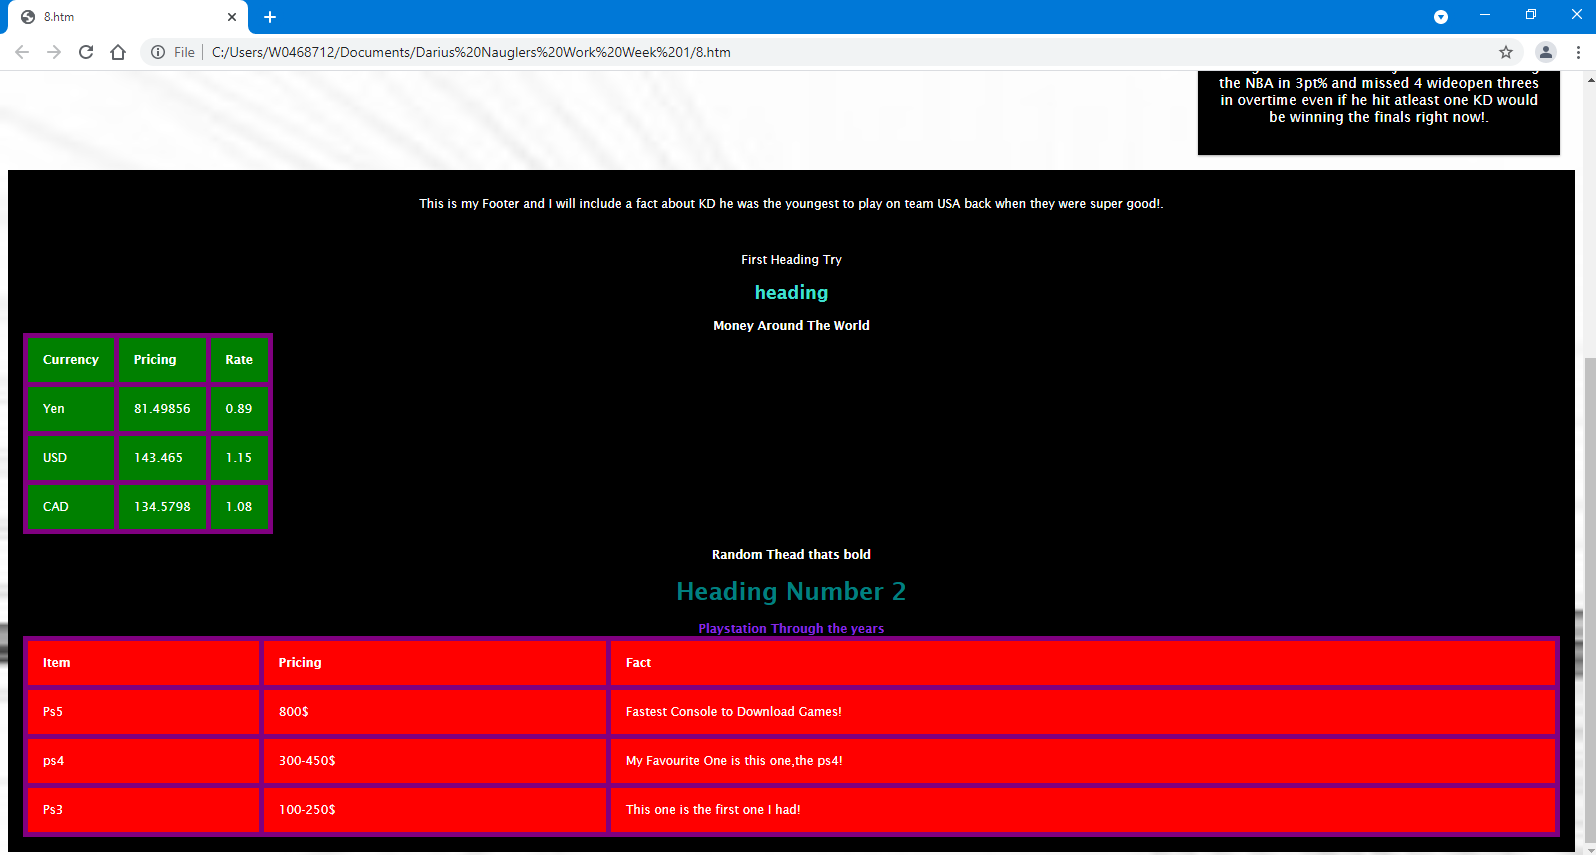 8.htm
File C:/Users/W0468712/Documents/Darius%20Nauglers%20Work%20Week%201/8.htm
the NBA in 3pt% and missed 4 wideopen threes
in overtime even if he hit atleast one KD would
be winning the finals right now!.
This is my Footer and I will include a fact about KD he was the youngest to play on team USA back when they were super good!.
First Heading Try
heading
Money Around The World
Currency Pricing Rate
Yen 81.49856 0.89
USD 143.465 1.15
CAD 134.5798 1.08
Random Thead thats bold
Heading Number 2
Playstation Through the years
Item Pricing Fact
Ps5 800$ Fastest Console to Download Games!
ps4 300-450$ My Favourite One is this one,the ps4!
Ps3 100-250$ This one is the first one I had!